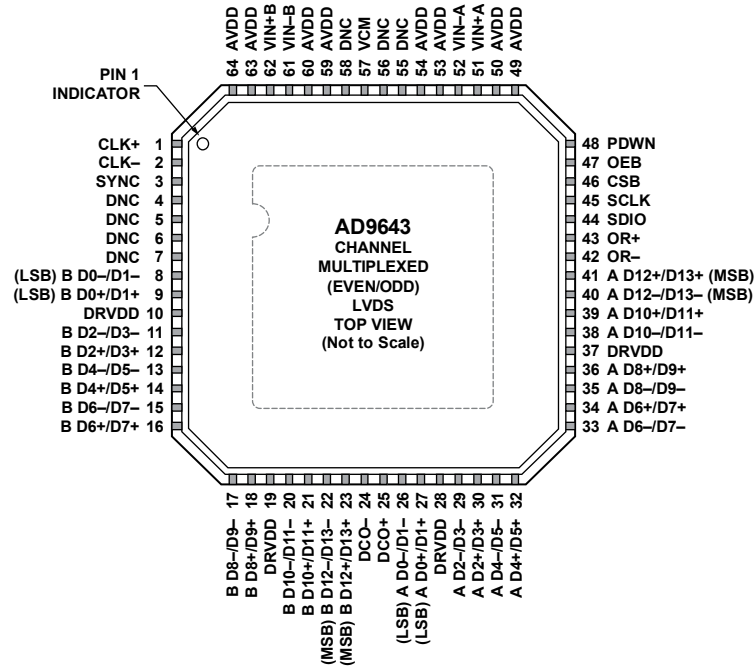 64 AVDD
63 AVDD
62 VIN+B
61 VIN–B
60 AVDD
59 AVDD
58 DNC
57 VCM
56 DNC
55 DNC
54 AVDD
53 AVDD
52 VIN–A
51 VIN+A
50 AVDD
49 AVDD
PIN 1
INDICATOR
CLK+ 1
CLK– 2
SYNC 3
DNC 4
DNC 5
DNC 6
DNC 7
(LSB) B D0–/D1– 8
(LSB) B D0+/D1+ 9
DRVDD 10
B D2–/D3– 11
B D2+/D3+ 12
B D4–/D5– 13
B D4+/D5+ 14
B D6–/D7– 15
B D6+/D7+ 16
AD9643
CHANNEL
MULTIPLEXED
(EVEN/ODD)
LVDS
TOP VIEW
(Not to Scale)
48 PDWN
47 OEB
46 CSB
45 SCLK
44 SDIO
43 OR+
42 OR–
41 A D12+/D13+ (MSB)
40 A D12–/D13– (MSB)
39 A D10+/D11+
38 A D10–/D11–
37 DRVDD
36 A D8+/D9+
35 A D8–/D9–
34 A D6+/D7+
33 A D6–/D7–
B D8–/D9– 17
B D8+/D9+ 18
DRVDD 19
B D10–/D11– 20
B D10+/D11+ 21
(MSB) B D12–/D13– 22
(MSB) B D12+/D13+ 23
DCO– 24
DCO+ 25
(LSB) A D0–/D1– 26
(LSB) A D0+/D1+ 27
DRVDD 28
A D2–/D3– 29
A D2+/D3+ 30
A D4–/D5– 31
A D4+/D5+ 32